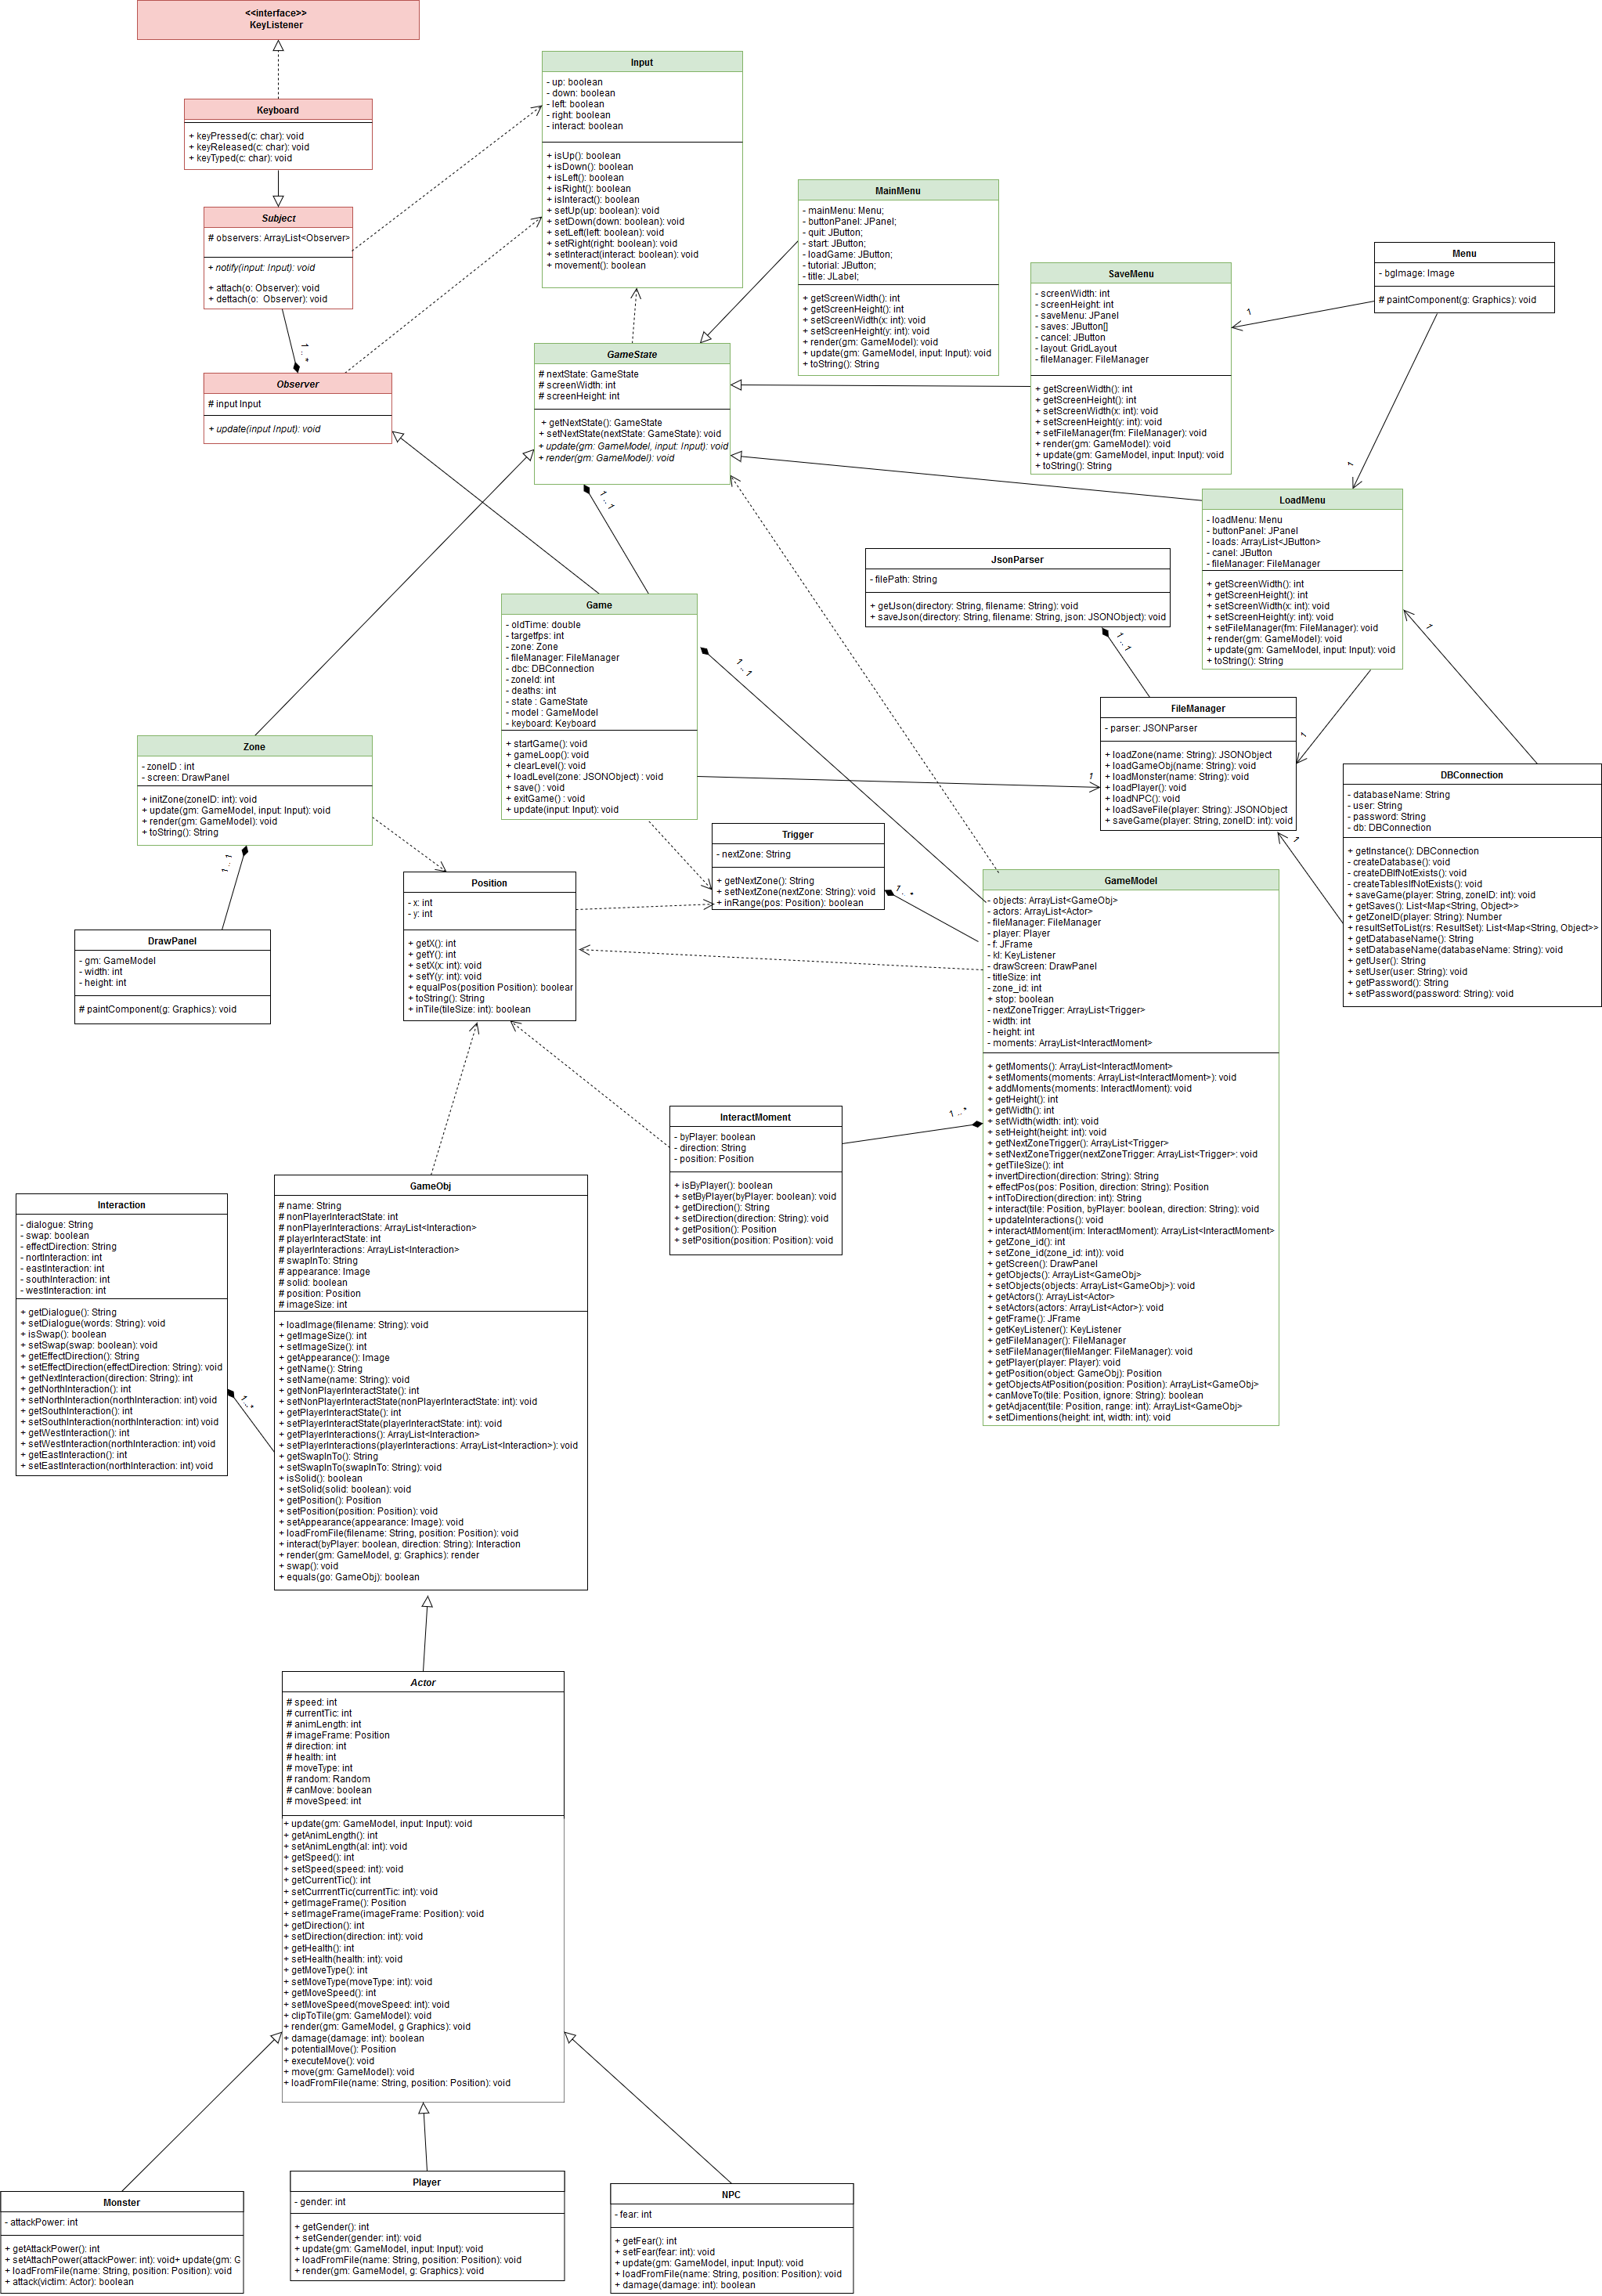 <<interface>>
KeyListener
Keyboard
+ keyPressed(c: char): void
+ keyReleased(c: char): void
+ keyTyped(c: char): void
Subject
# observers: ArrayList<Observer>
+ notify(input: Input): void
+ attach(o: Observer): void
+ dettach(o: Observer): void
1..*
Observer
# input Input
+ update(input Input): void
Input
- up: boolean
- down: boolean
- left: boolean
- right: boolean
- interact: boolean
+ isUp(): boolean
+ isDown(): boolean
+ isLeft(): boolean
+ isRight(): boolean
+ isInteract(): boolean
+ setUp(up: boolean): void
+ setDown(down: boolean): void
+ setLeft(left: boolean): void
+ setRight(right: boolean): void
+ setInteract(interact: boolean): void
+ movement(): boolean
MainMenu
- mainMenu: Menu;
- buttonPanel: JPanel;
- quit: JButton;
- start: JButton;
- loadGame: JButton;
- tutorial: JButton;
- title: JLabel;
+ getScreenWidth(): int
+ getScreenHeight(): int
+ setScreenWidth(x: int): void
+ setScreenHeight(y: int): void
+ render(gm: GameModel): void
+ update(gm: GameModel, input: Input): void
+ toString(): String
SaveMenu
- screenWidth: int
- screenHeight: int
- saveMenu: JPanel
- saves: JButton[]
- cancel: JButton
- layout: GridLayout
- fileManager: FileManager
+ getScreenWidth(): int
+ getScreenHeight(): int
+ setScreenWidth(x: int): void
+ setScreenHeight(y: int): void
+ setFileManager(fm: FileManager): void
+ render(gm: GameModel): void
+ update(gm: GameModel, input: Input): void
+ toString(): String
Menu
- bgImage: Image
# paintComponent(g: Graphics): void
1
1
GameState
# nextState: GameState
# screenWidth: int
# screenHeight: int
+ getNextState(): GameState
+ setNextState(nextState: GameState): void
+ update(gm: GameModel, input: Input): void
+ render(gm: GameModel): void
1..1
LoadMenu
- loadMenu: Menu
- buttonPanel: JPanel
- loads: ArrayList<JButton>
- canel: JButton
- fileManager: FileManager
+ getScreenWidth(): int
+ getScreenHeight(): int
+ setScreenWidth(x: int): void
+ setScreenHeight(y: int): void
+ setFileManager(fm: FileManager): void
+ render(gm: GameModel): void
+ update(gm: GameModel, input: Input): void
+ toString(): String
JsonParser
- filePath: String
+ getJson(directory: String, filename: String): void
+ saveJson(directory: String, filename: String, json: JSONObject): void
1..1
Game
- oldTime: double
- targetfps: int
- zone: Zone
- fileManager: FileManager
- dbc: DBConnection
- zoneId: int
- deaths: int
- state : GameState
- model : GameModel
- keyboard: Keyboard
+ startGame(): void
+ gameLoop(): void
+ clearLevel(): void
+ loadLevel(zone: JSONObject) : void
+ save() : void
+ exitGame() : void
+ update(input: Input): void
1..1
1
FileManager
- parser: JSONParser
+ loadZone(name: String): JSONObject
+ loadGameObj(name: String): void
+ loadMonster(name: String): void
+ loadPlayer(): void
+ loadNPC(): void
+ loadSaveFile(player: String): JSONObject
+ saveGame(player: String, zoneID: int): void
1
1
1
DBConnection
- databaseName: String
- user: String
- password: String
- db: DBConnection
+ getInstance(): DBConnection
- createDatabase(): void
- createDBIfNotExists(): void
- createTablesIfNotExists(): void
+ saveGame(player: String, zoneID: int): void
+ getSaves(): List<Map<String, Object>>
+ getZoneID(player: String): Number
+ resultSetToList(rs: ResultSet): List<Map<String, Object>>
+ getDatabaseName(): String
+ setDatabaseName(databaseName: String): void
+ getUser(): String
+ setUser(user: String): void
+ getPassword(): String
+ setPassword(password: String): void
Zone
- zoneID : int
- screen: DrawPanel
+ initZone(zoneID: int): void
+ update(gm: GameModel, input: Input): void
+ render(gm: GameModel): void
+ toString(): String
1..1
DrawPanel
- gm: GameModel
- width: int
- height: int
# paintComponent(g: Graphics): void
Position
- x: int
- y: int
+ getX(): int
+ getY(): int
+ setX(x: int): void
+ setY(y: int): void
+ equalPos(position Position): boolean
+ toString(): String
+ inTile(tileSize: int): boolean
Trigger
- nextZone: String
+ getNextZone(): String
+ setNextZone(nextZone: String): void
+ inRange(pos: Position): boolean
1..*
GameModel
- objects: ArrayList<GameObj>
- actors: ArrayList<Actor>
- fileManager: FileManager
- player: Player
- f: JFrame
- kl: KeyListener
- drawScreen: DrawPanel
- titleSize: int
- zone_id: int
+ stop: boolean
- nextZoneTrigger: ArrayList<Trigger>
- width: int
- height: int
- moments: ArrayList<InteractMoment>
+ getMoments(): ArrayList<InteractMoment>
+ setMoments(moments: ArrayList<InteractMoment>): void
+ addMoments(moments: InteractMoment): void
+ getHeight(): int
+ getWidth(): int
+ setWidth(width: int): void
+ setHeight(height: int): void
+ getNextZoneTrigger(): ArrayList<Trigger>
+ setNextZoneTrigger(nextZoneTrigger: ArrayList<Trigger>: void
+ getTileSize(): int
+ invertDirection(direction: String): String
+ effectPos(pos: Position, direction: String): Position
+ intToDirection(direction: int): String
+ interact(tile: Position, byPlayer: boolean, direction: String): void
+ updateInteractions(): void
+ interactAtMoment(im: InteractMoment): ArrayList<InteractMoment>
+ getZone_id(): int
+ setZone_id(zone_id: int)): void
+ getScreen(): DrawPanel
+ getObjects(): ArrayList<GameObj>
+ setObjects(objects: ArrayList<GameObj>): void
+ getActors(): ArrayList<Actor>
+ setActors(actors: ArrayList<Actor>): void
+ getFrame(): JFrame
+ getKeyListener(): KeyListener
+ getFileManager(): FileManager
+ setFileManager(fileManger: FileManager): void
+ getPlayer(player: Player): void
+ getPosition(object: GameObj): Position
+ getObjectsAtPosition(position: Position): ArrayList<GameObj>
+ canMoveTo(tile: Position, ignore: String): boolean
+ getAdjacent(tile: Position, range: int): ArrayList<GameObj>
+ setDimentions(height: int, width: int): void
1..*
InteractMoment
- byPlayer: boolean
- direction: String
- position: Position
+ isByPlayer(): boolean
+ setByPlayer(byPlayer: boolean): void
+ getDirection(): String
+ setDirection(direction: String): void
+ getPosition(): Position
+ setPosition(position: Position): void
Interaction
- dialogue: String
- swap: boolean
- effectDirection: String
- nortInteraction: int
- eastInteraction: int
- southInteraction: int
- westInteraction: int
+ getDialogue(): String
+ setDialogue(words: String): void
+ isSwap(): boolean
+ setSwap(swap: boolean): void
+ getEffectDirection(): String
+ setEffectDirection(effectDirection: String): void
+ getNextInteraction(direction: String): int
+ getNorthInteraction(): int
+ setNorthInteraction(northInteraction: int) void
+ getSouthInteraction(): int
+ setSouthInteraction(northInteraction: int) void
+ getWestInteraction(): int
+ setWestInteraction(northInteraction: int) void
+ getEastInteraction(): int
+ setEastInteraction(northInteraction: int) void
1..*
GameObj
# name: String
# nonPlayerInteractState: int
# nonPlayerInteractions: ArrayList<Interaction>
# playerInteractState: int
# playerInteractions: ArrayList<Interaction>
# swapInTo: String
# appearance: Image
# solid: boolean
# position: Position
# imageSize: int
+ loadImage(filename: String): void
+ getImageSize(): int
+ setImageSize(): int
+ getAppearance(): Image
+ getName(): String
+ setName(name: String): void
+ getNonPlayerInteractState(): int
+ setNonPlayerInteractState(nonPlayerInteractState: int): void
+ getPlayerInteractState(): int
+ setPlayerInteractState(playerInteractState: int): void
+ getPlayerInteractions(): ArrayList<Interaction>
+ setPlayerInteractions(playerInteractions: ArrayList<Interaction>): void
+ getSwapInTo(): String
+ setSwapInTo(swapInTo: String): void
+ isSolid(): boolean
+ setSolid(solid: boolean): void
+ getPosition(): Position
+ setPosition(position: Position): void
+ setAppearance(appearance: Image): void
+ loadFromFile(filename: String, position: Position): void
+ interact(byPlayer: boolean, direction: String): Interaction
+ render(gm: GameModel, g: Graphics): render
+ swap(): void
+ equals(go: GameObj): boolean
Actor
# speed: int
# currentTic: int
# animLength: int
# imageFrame: Position
# direction: int
# health: int
# moveType: int
# random: Random
# canMove: boolean
# moveSpeed: int
+ update(gm: GameModel, input: Input): void
+ getAnimLength(): int
+ setAnimLength(al: int): void
+ getSpeed(): int
+ setSpeed(speed: int): void
+ getCurrentTic(): int
+ setCurrrentTic(currentTic: int): void
+ getImageFrame(): Position
+ setImageFrame(imageFrame: Position): void
+ getDirection(): int
+ setDirection(direction: int): void
+ getHealth(): int
+ setHealth(health: int): void
+ getMoveType(): int
+ setMoveType(moveType: int): void
+ getMoveSpeed(): int
+ setMoveSpeed(moveSpeed: int): void
+ clipToTile(gm: GameModel): void
+ render(gm: GameModel, g Graphics): void
+ damage(damage: int): boolean
+ potentialMove(): Position
+ executeMove(): void
+ move(gm: GameModel): void
+ loadFromFile(name: String, position: Position): void
Monster
- attackPower: int
+ getAttackPower(): int
+ setAttachPower(attackPower: int): void+ update(gm: G
+ loadFromFile(name: String, position: Position): void
+ attack(victim: Actor): boolean
Player
- gender: int
+ getGender(): int
+ setGender(gender: int): void
+ update(gm: GameModel, input: Input): void
+ loadFromFile(name: String, position: Position): void
+ render(gm: GameModel, g: Graphics): void
NPC
- fear: int
+ getFear(): int
+ setFear(fear: int): void
+ update(gm: GameModel, input: Input): void
+ loadFromFile(name: String, position: Position): void
+ damage(damage: int): boolean